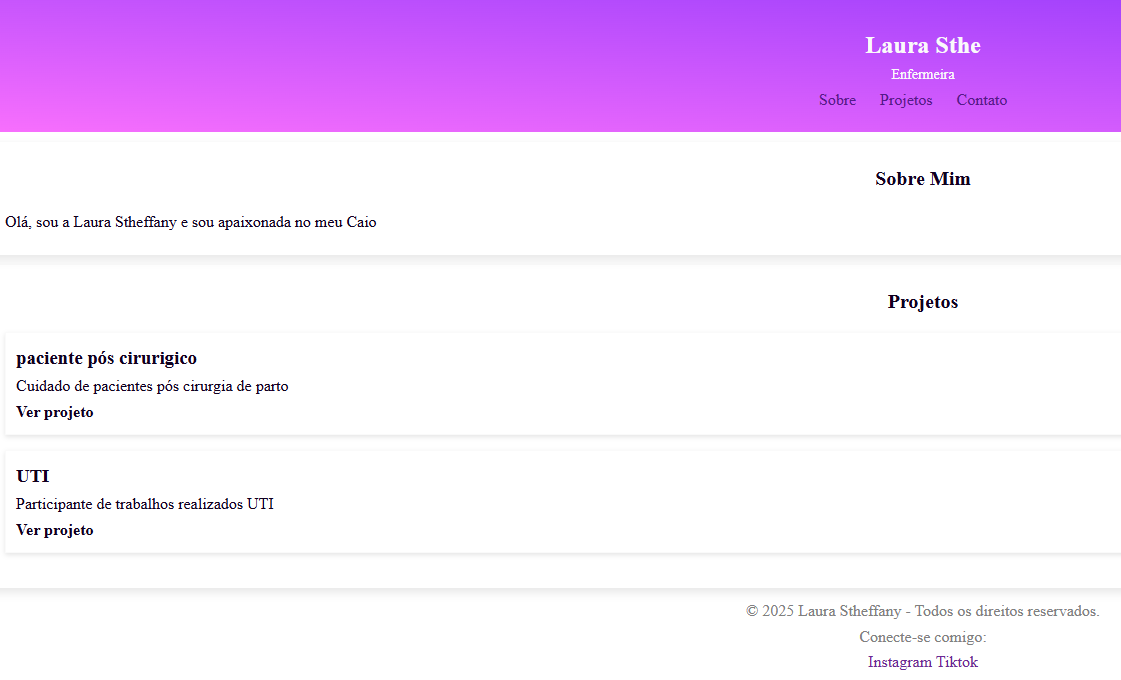 Laura Sthe
Enfermeira
Sobre Projetos Contato
Sobre Mim
Olá, sou a Laura Stheffany e sou apaixonada no meu Caio
Projetos
paciente pós cirurigico
Cuidado de pacientes pós cirurgia de parto
Ver projeto
UTI
Participante de trabalhos realizados UTI
Ver projeto
© 2025 Laura Stheffany - Todos os direitos reservados.
Conecte-se comigo:
Instagram Tiktok